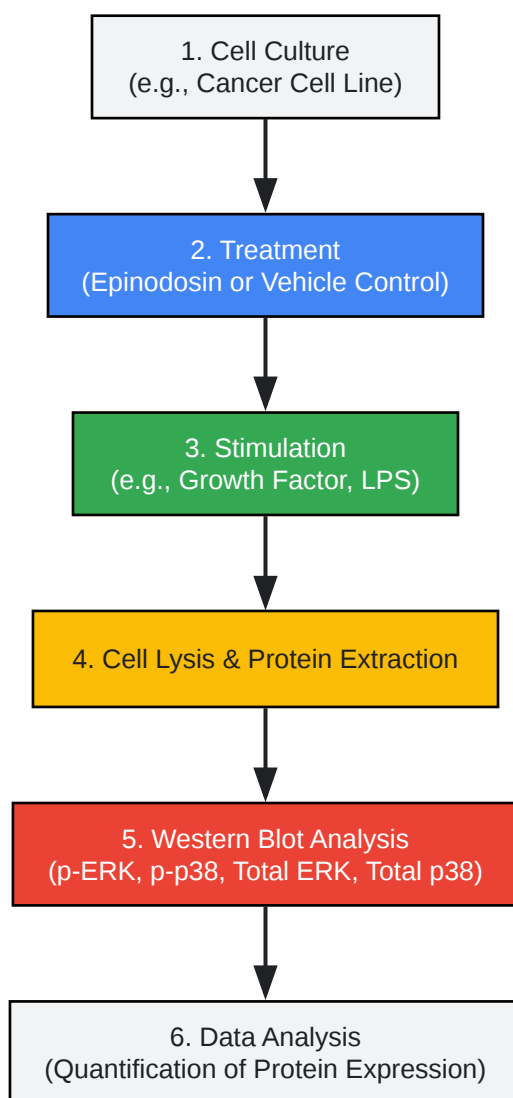 1. Cell Culture
(e.g., Cancer Cell Line)
2. Treatment
(Epinodosin or Vehicle Control)
3. Stimulation
(e.g., Growth Factor, LPS)
4. Cell Lysis & Protein Extraction
5. Western Blot Analysis
(p-ERK, p-p38, Total ERK, Total p38)
6. Data Analysis
(Quantification of Protein Expression)